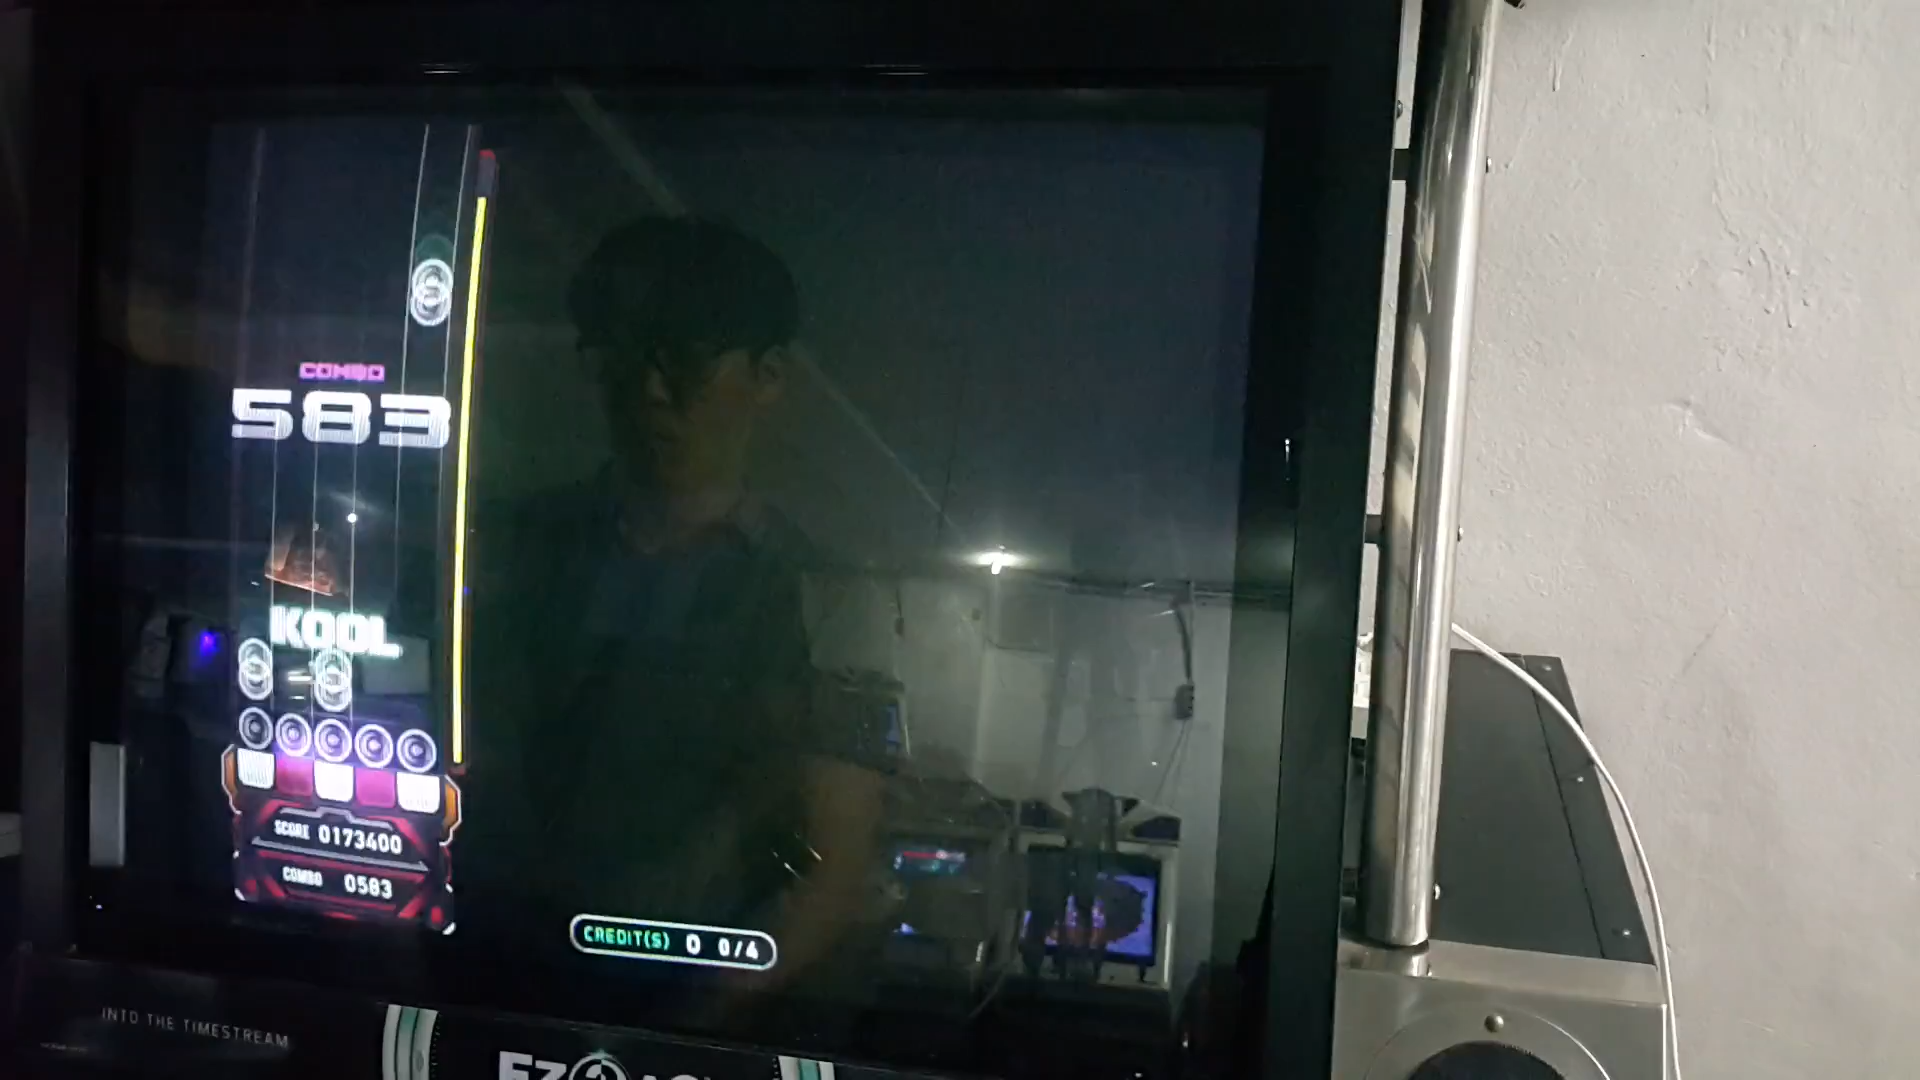 COMBO
583
KOOL
SCORE 0173400
COMBO 0583
CREDIT(S) 0 0/4
INTO THE TIMESTREAM